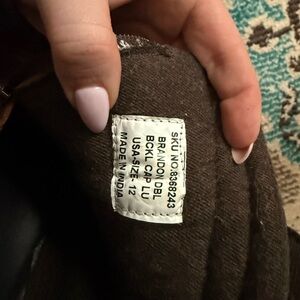 SKU NO.8368243
BRANDON DBL
BCKL CAP LU
USA-SIZE- 12
MADE IN INDIA